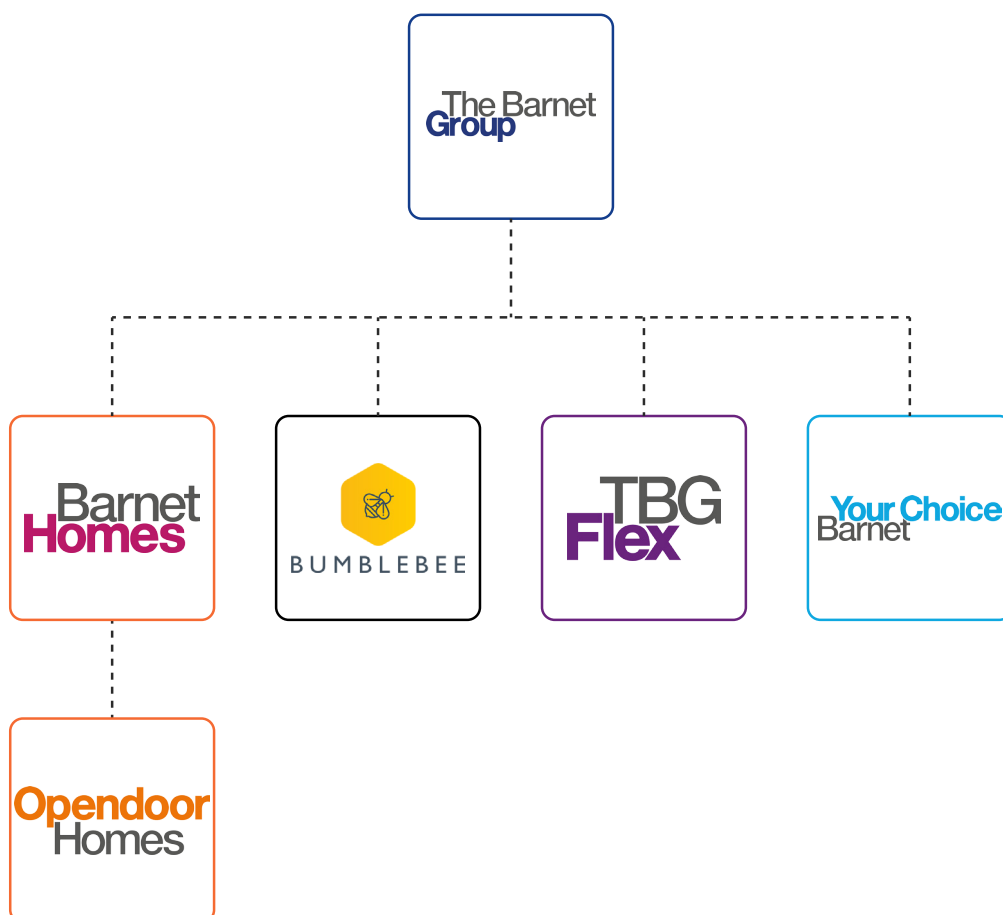 The Barnet
Group
Barnet
Homes
BUMBLEBEE
TBG
Flex
Your Choice
Barnet
Opendoor
Homes